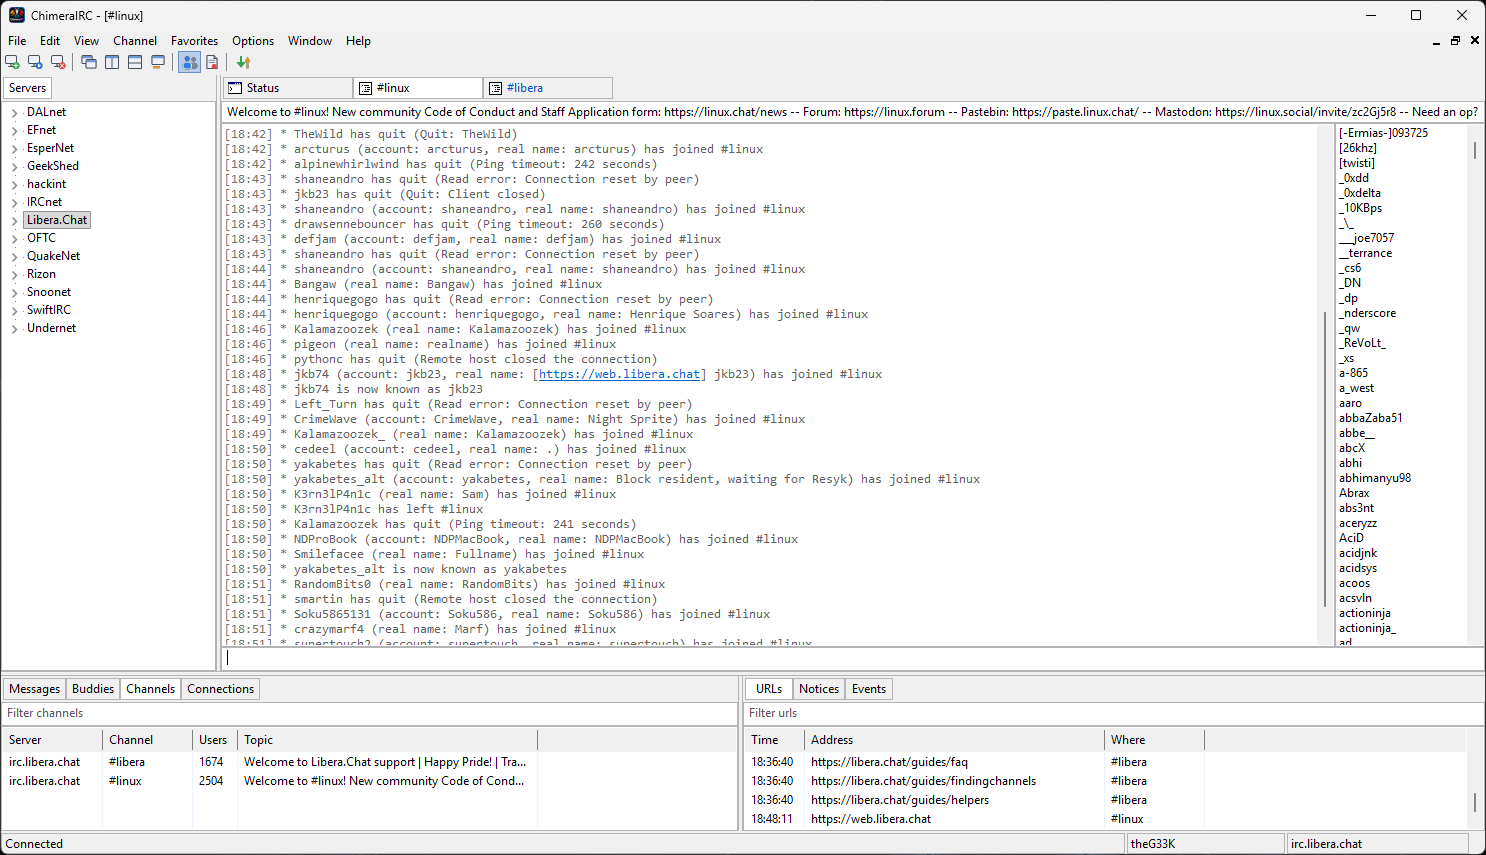 ChimeraIRC - [#linux]
File Edit View Channel Favorites Options Window Help
Servers
DALnet
EFnet
EsperNet
GeekShed
hackint
IRCnet
Libera.Chat
OFTC
QuakeNet
Rizon
Snoonet
SwiftIRC
Undernet
Status #linux #libera
Welcome to #linux! New community Code of Conduct and Staff Application form: https://linux.chat/news -- Forum: https://linux.forum -- Pastebin: https://paste.linux.chat/ -- Mastodon: https://linux.social/invite/zc2Gj5r8 -- Need an op?
[18:42] * TheWild has quit (Quit: TheWild)
[18:42] * arcturus (account: arcturus, real name: arcturus) has joined #linux
[18:42] * alpinewhirlwind has quit (Ping timeout: 242 seconds)
[18:43] * shaneandro has quit (Read error: Connection reset by peer)
[18:43] * jkb23 has quit (Quit: Client closed)
[18:43] * shaneandro (account: shaneandro, real name: shaneandro) has joined #linux
[18:43] * drawsennebouncer has quit (Ping timeout: 260 seconds)
[18:43] * defjam (account: defjam, real name: defjam) has joined #linux
[18:43] * shaneandro has quit (Read error: Connection reset by peer)
[18:44] * shaneandro (account: shaneandro, real name: shaneandro) has joined #linux
[18:44] * Bangaw (real name: Bangaw) has joined #linux
[18:44] * henriquegogo has quit (Read error: Connection reset by peer)
[18:44] * henriquegogo (account: henriquegogo, real name: Henrique Soares) has joined #linux
[18:46] * Kalamazoozek (real name: Kalamazoozek) has joined #linux
[18:46] * pigeon (real name: realname) has joined #linux
[18:46] * pythonc has quit (Remote host closed the connection)
[18:48] * jkb74 (account: jkb23, real name: [https://web.libera.chat] jkb23) has joined #linux
[18:48] * jkb74 is now known as jkb23
[18:49] * Left_Turn has quit (Read error: Connection reset by peer)
[18:49] * CrimeWave (account: CrimeWave, real name: Night Sprite) has joined #linux
[18:49] * Kalamazoozek_ (real name: Kalamazoozek) has joined #linux
[18:50] * cedeel (account: cedeel, real name: .) has joined #linux
[18:50] * yakabetes has quit (Read error: Connection reset by peer)
[18:50] * yakabetes_alt (account: yakabetes, real name: Block resident, waiting for Resyk) has joined #linux
[18:50] * K3rn3lP4n1c (real name: Sam) has joined #linux
[18:50] * K3rn3lP4n1c has left #linux
[18:50] * Kalamazoozek has quit (Ping timeout: 241 seconds)
[18:50] * NDProBook (account: NDPMacBook, real name: NDPMacBook) has joined #linux
[18:50] * Smilefacee (real name: Fullname) has joined #linux
[18:50] * yakabetes_alt is now known as yakabetes
[18:51] * RandomBits0 (real name: RandomBits) has joined #linux
[18:51] * smartin has quit (Remote host closed the connection)
[18:51] * Soku5865131 (account: Soku586, real name: Soku586) has joined #linux
[18:51] * crazymarf4 (real name: Marf) has joined #linux
[18:51] * supertouch2 (account: supertouch, real name: supertouch) has joined #linux
[-Ermias-]093725
[26khz]
[twisti]
_0xdd
_0xdelta
_10KBps
_\_
___joe7057
__terrance
_cs6
_DN
_dp
_nderscore
_qw
_ReVoLt_
_xs
a-865
a_west
aaro
abbaZaba51
abbe__
abcX
abhi
abhimanyu98
Abrax
abs3nt
aceryzz
AciD
acidjnk
acidsys
acoos
acsvln
actioninja
actioninja_
ad
Messages Buddies Channels Connections
Filter channels
Server Channel Users Topic
irc.libera.chat #libera 1674 Welcome to Libera.Chat support | Happy Pride! | Tra...
irc.libera.chat #linux 2504 Welcome to #linux! New community Code of Cond...
URLs Notices Events
Filter urls
Time Address Where
18:36:40 https://libera.chat/guides/faq #libera
18:36:40 https://libera.chat/guides/findingchannels #libera
18:36:40 https://libera.chat/guides/helpers #libera
18:48:11 https://web.libera.chat #linux
Connected theG33K irc.libera.chat